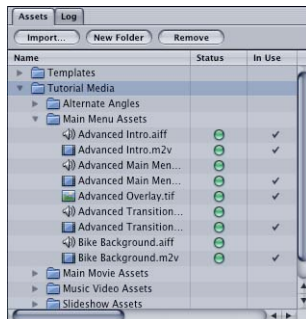 Assets Log
Import... New Folder Remove
Name Status In Use
Templates
Tutorial Media
Alternate Angles
Main Menu Assets
Advanced Intro.aiff
Advanced Intro.m2v
Advanced Main Men...
Advanced Main Men...
Advanced Overlay.tif
Advanced Transition...
Advanced Transition...
Bike Background.aiff
Bike Background.m2v
Main Movie Assets
Music Video Assets
Slideshow Assets